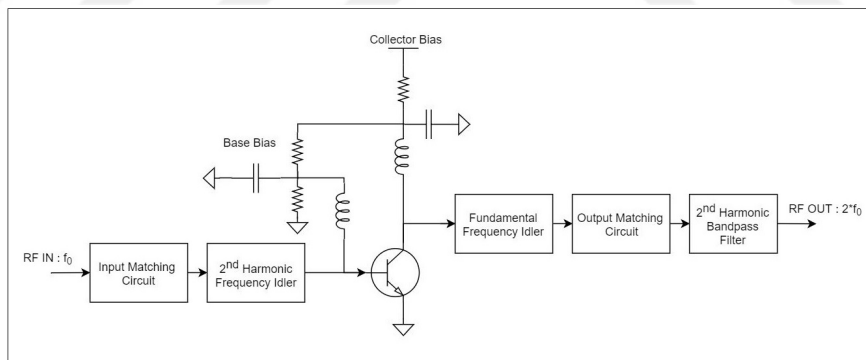 Collector Bias
Base Bias
RF IN : f0
Input Matching
Circuit
2nd Harmonic
Frequency Idler
Fundamental
Frequency Idler
Output Matching
Circuit
2nd Harmonic
Bandpass
Filter
RF OUT : 2*f0